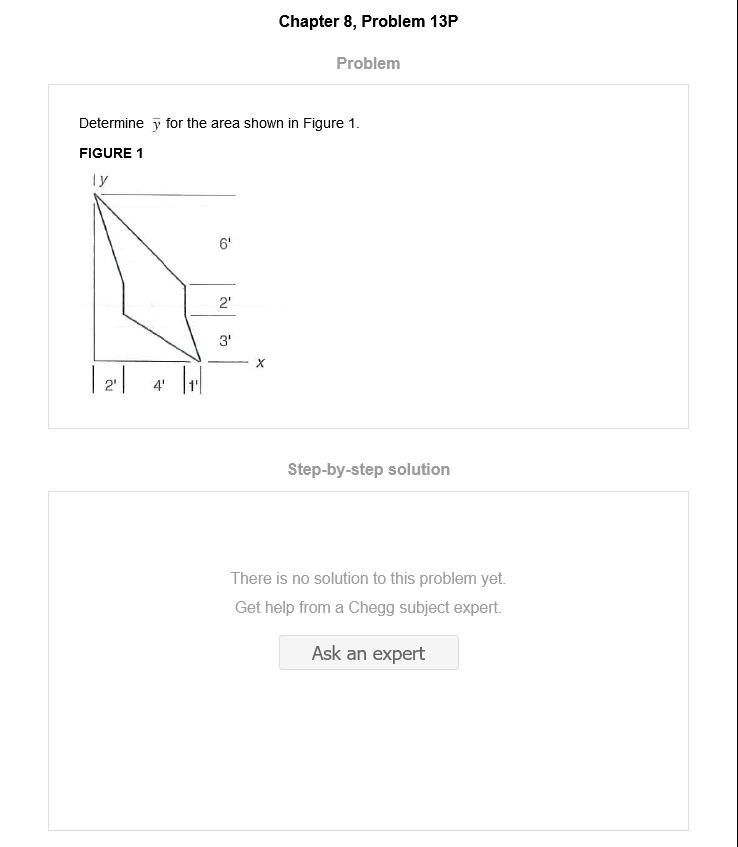 Chapter 8, Problem 13P
Problem
Determine y̅ for the area shown in Figure 1.
FIGURE 1
y
6'
2'
3'
x
2' 4' 1'
Step-by-step solution
There is no solution to this problem yet.
Get help from a Chegg subject expert.
Ask an expert